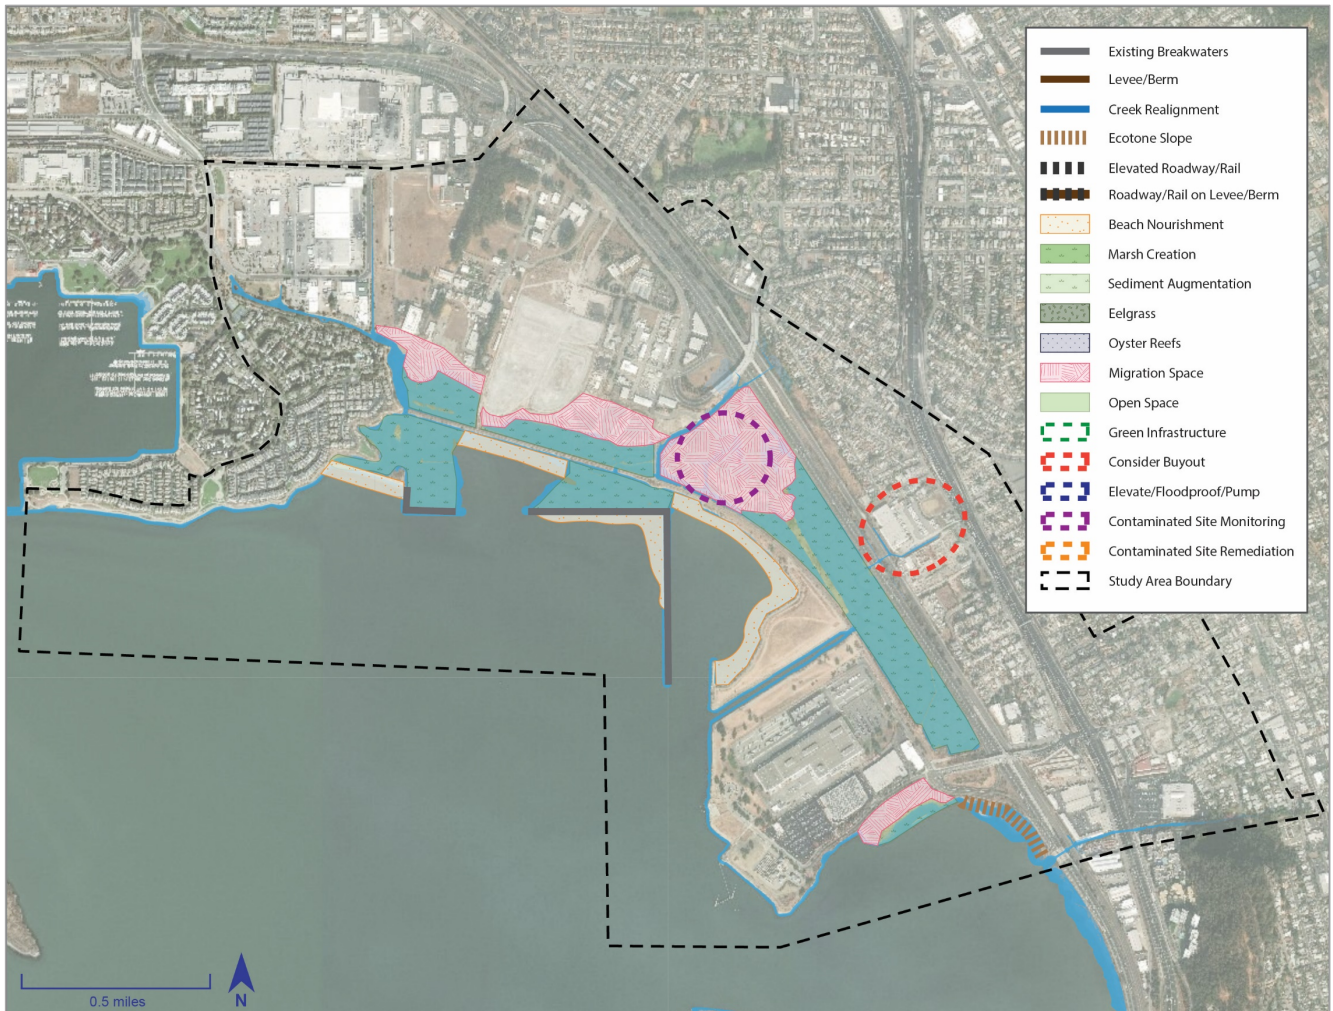 Existing Breakwaters
Levee/Berm
Creek Realignment
Ecotone Slope
Elevated Roadway/Rail
Roadway/Rail on Levee/Berm
Beach Nourishment
Marsh Creation
Sediment Augmentation
Eelgrass
Oyster Reefs
Migration Space
Open Space
Green Infrastructure
Consider Buyout
Elevate/Floodproof/Pump
Contaminated Site Monitoring
Contaminated Site Remediation
Study Area Boundary
0.5 miles
N